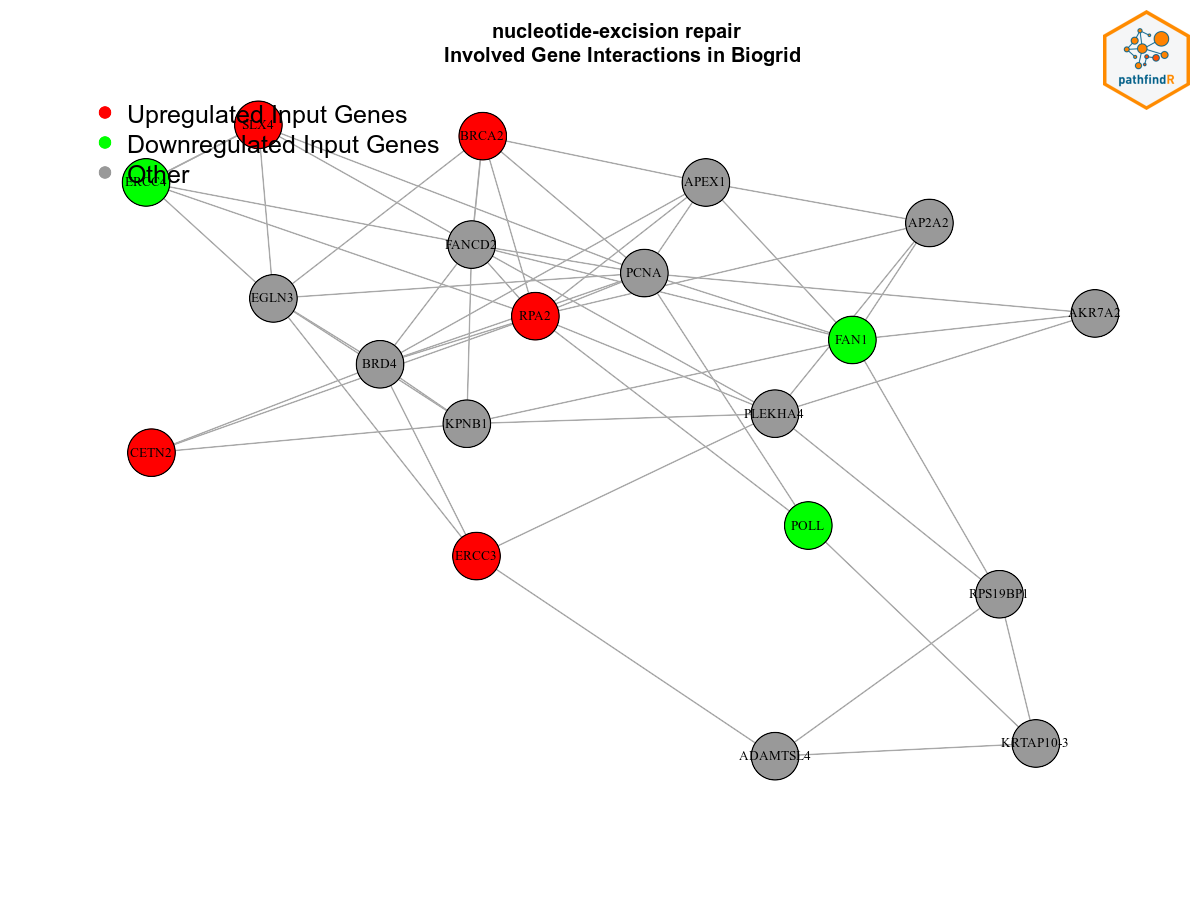 nucleotide-excision repair
Involved Gene Interactions in Biogrid
pathfindR
Upregulated Input Genes
Downregulated Input Genes
Other
SLX4
BRCA2
ERCC4
APEX1
AP2A2
FANCD2
PCNA
EGLN3
RPA2
AKR7A2
FAN1
BRD4
PLEKHA4
KPNB1
CETN2
POLL
ERCC3
RPS19BP1
KRTAP10-3
ADAMTSL4